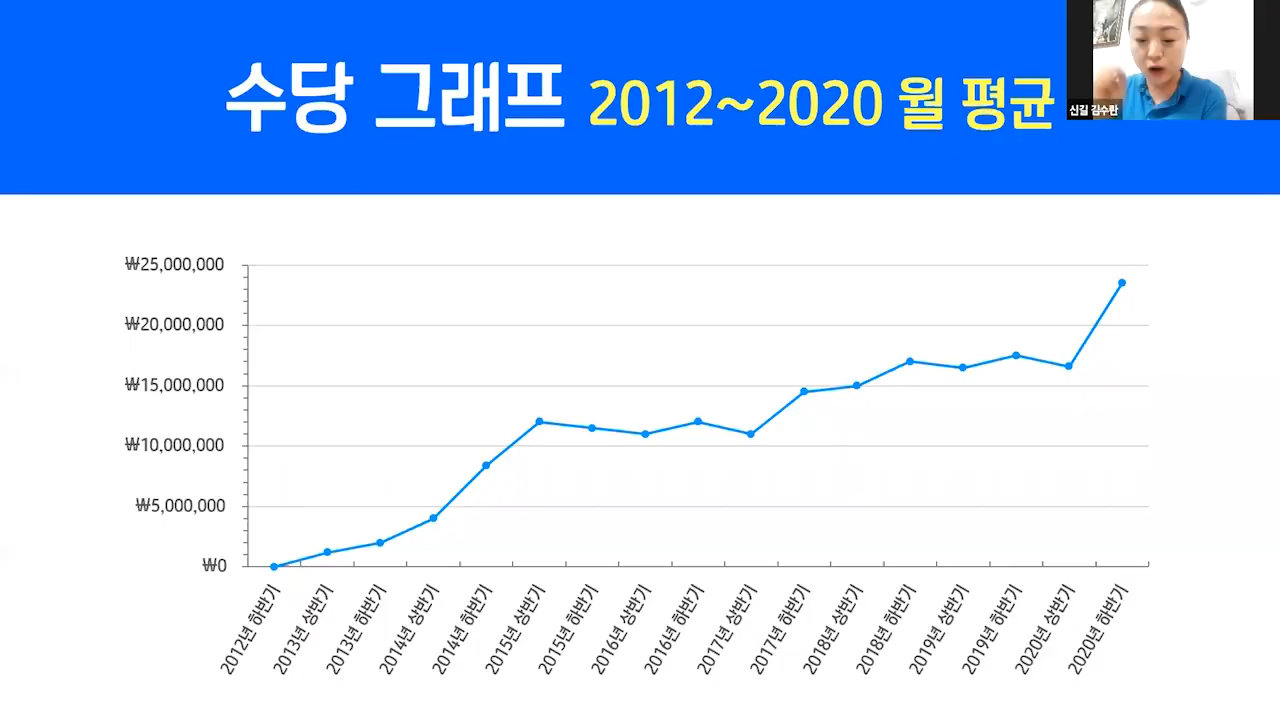 수당 그래프 2012~2020 월 평균
신길 김수란
₩25,000,000
₩20,000,000
₩15,000,000
₩10,000,000
₩5,000,000
₩0
2012년 하반기
2013년 상반기
2013년 하반기
2014년 상반기
2014년 하반기
2015년 상반기
2015년 하반기
2016년 상반기
2016년 하반기
2017년 상반기
2017년 하반기
2018년 상반기
2018년 하반기
2019년 상반기
2019년 하반기
2020년 상반기
2020년 하반기